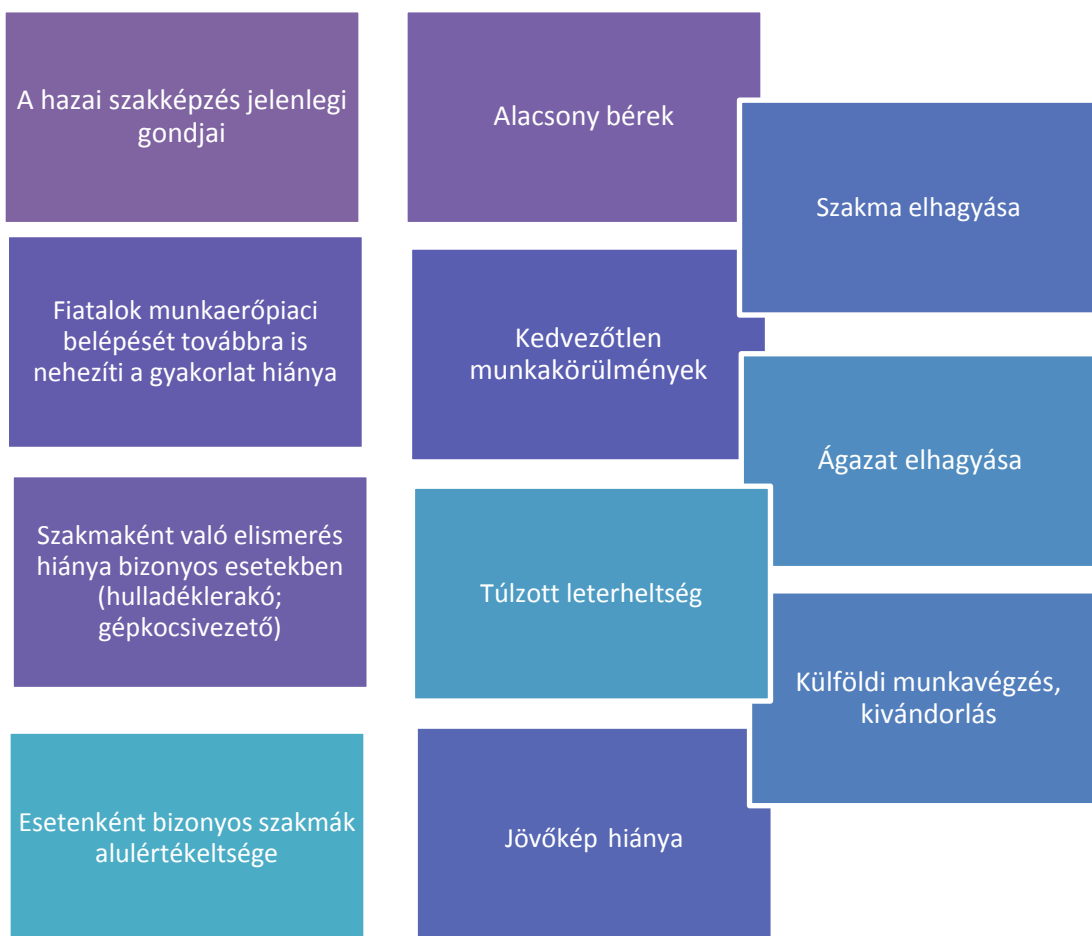 A hazai szakképzés jelenlegi
gondjai
Fiatalok munkaerőpiaci
belépését továbbra is
nehezíti a gyakorlat hiánya
Szakmaként való elismerés
hiánya bizonyos esetekben
(hulladéklerakó;
gépkocsivezető)
Esetenként bizonyos szakmák
alulértékeltsége
Alacsony bérek
Kedvezőtlen
munkakörülmények
Túlzott leterheltség
Jövőkép hiánya
Szakma elhagyása
Ágazat elhagyása
Külföldi munkavégzés,
kivándorlás